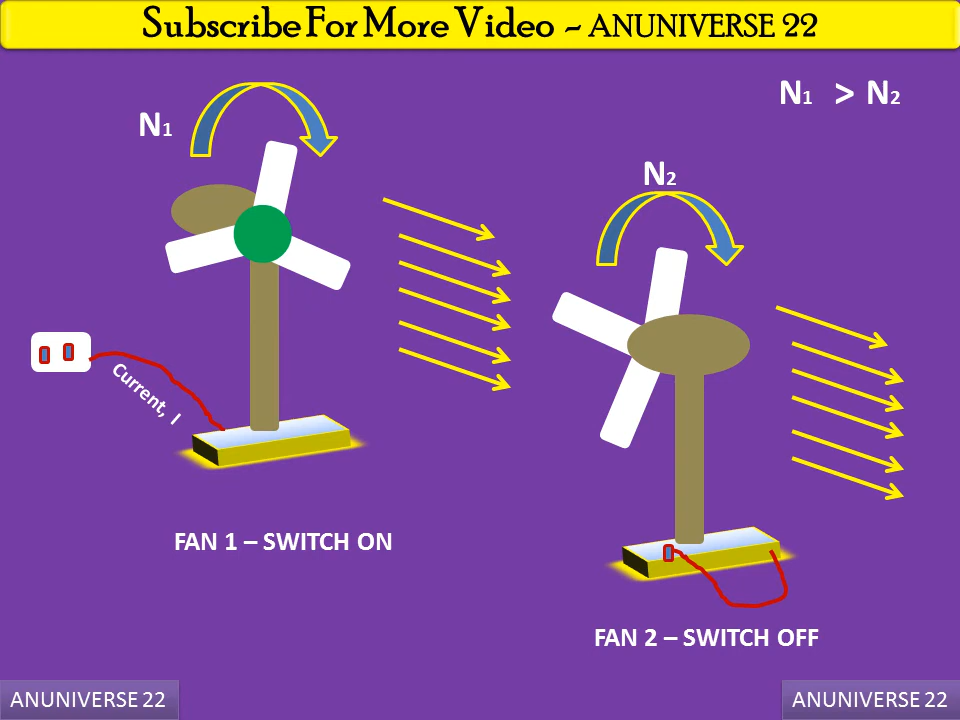 Subscribe For More Video ~ ANUNIVERSE 22
N1 > N2
N1
N2
Current, I
FAN 1 – SWITCH ON
FAN 2 – SWITCH OFF
ANUNIVERSE 22
ANUNIVERSE 22